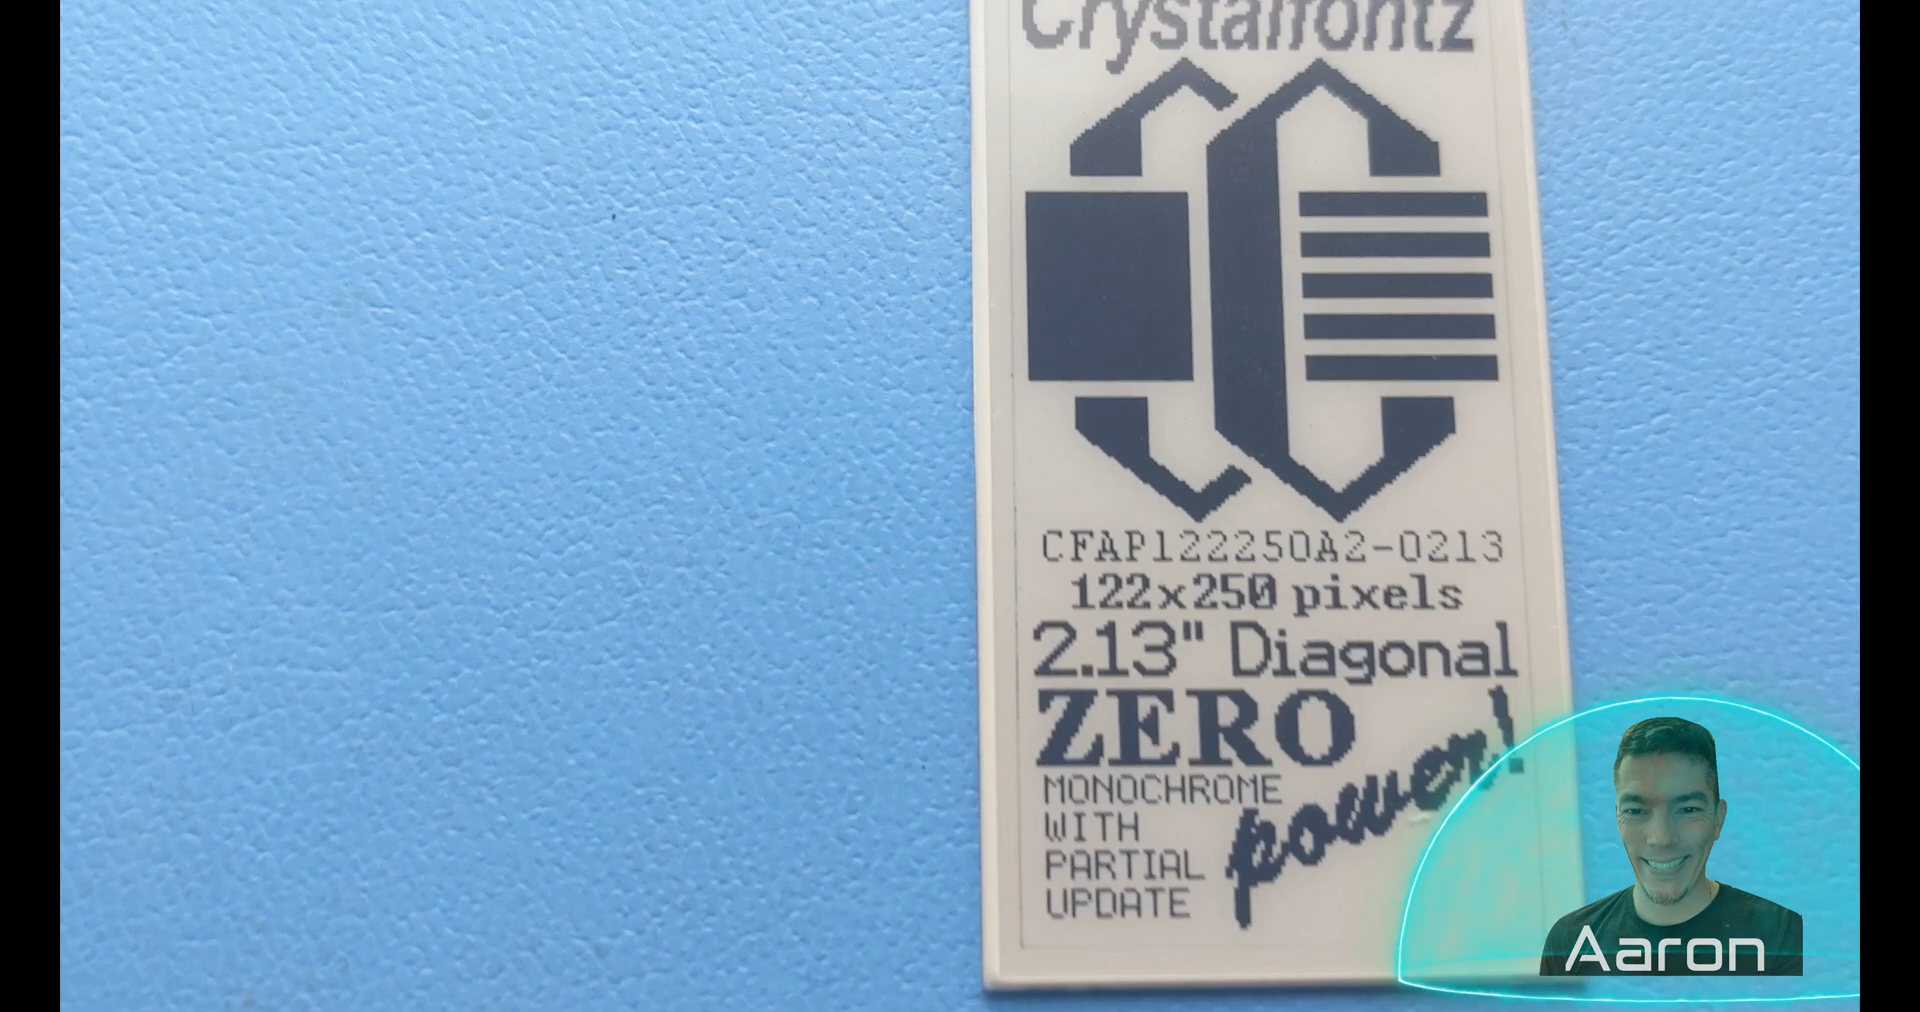 Crystalfontz
CFAP122250A2-0213
122x250 pixels
2.13" Diagonal
ZERO
power!
MONOCHROME
WITH
PARTIAL
UPDATE
Aaron